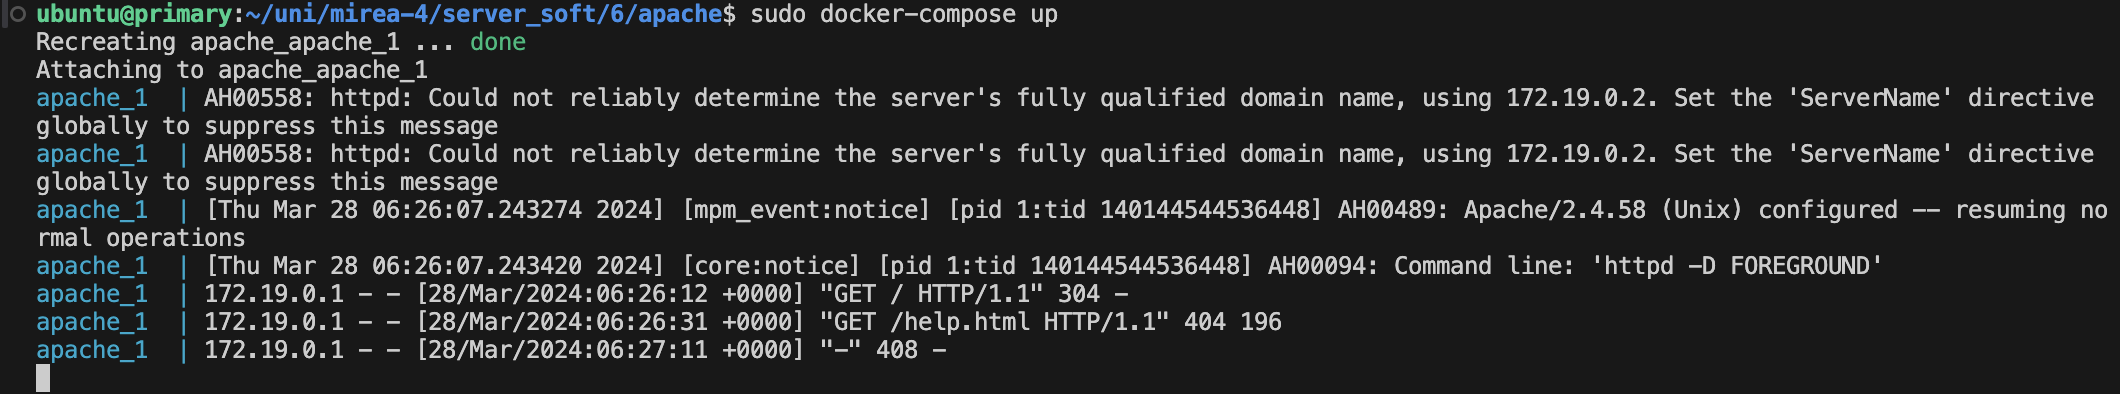 ubuntu@primary:~/uni/mirea-4/server_soft/6/apache$ sudo docker-compose up
Recreating apache_apache_1 ... done
Attaching to apache_apache_1
apache_1  | AH00558: httpd: Could not reliably determine the server's fully qualified domain name, using 172.19.0.2. Set the 'ServerName' directive
globally to suppress this message
apache_1  | AH00558: httpd: Could not reliably determine the server's fully qualified domain name, using 172.19.0.2. Set the 'ServerName' directive
globally to suppress this message
apache_1  | [Thu Mar 28 06:26:07.243274 2024] [mpm_event:notice] [pid 1:tid 140144544536448] AH00489: Apache/2.4.58 (Unix) configured -- resuming no
rmal operations
apache_1  | [Thu Mar 28 06:26:07.243420 2024] [core:notice] [pid 1:tid 140144544536448] AH00094: Command line: 'httpd -D FOREGROUND'
apache_1  | 172.19.0.1 - - [28/Mar/2024:06:26:12 +0000] "GET / HTTP/1.1" 304 -
apache_1  | 172.19.0.1 - - [28/Mar/2024:06:26:31 +0000] "GET /help.html HTTP/1.1" 404 196
apache_1  | 172.19.0.1 - - [28/Mar/2024:06:27:11 +0000] "-" 408 -